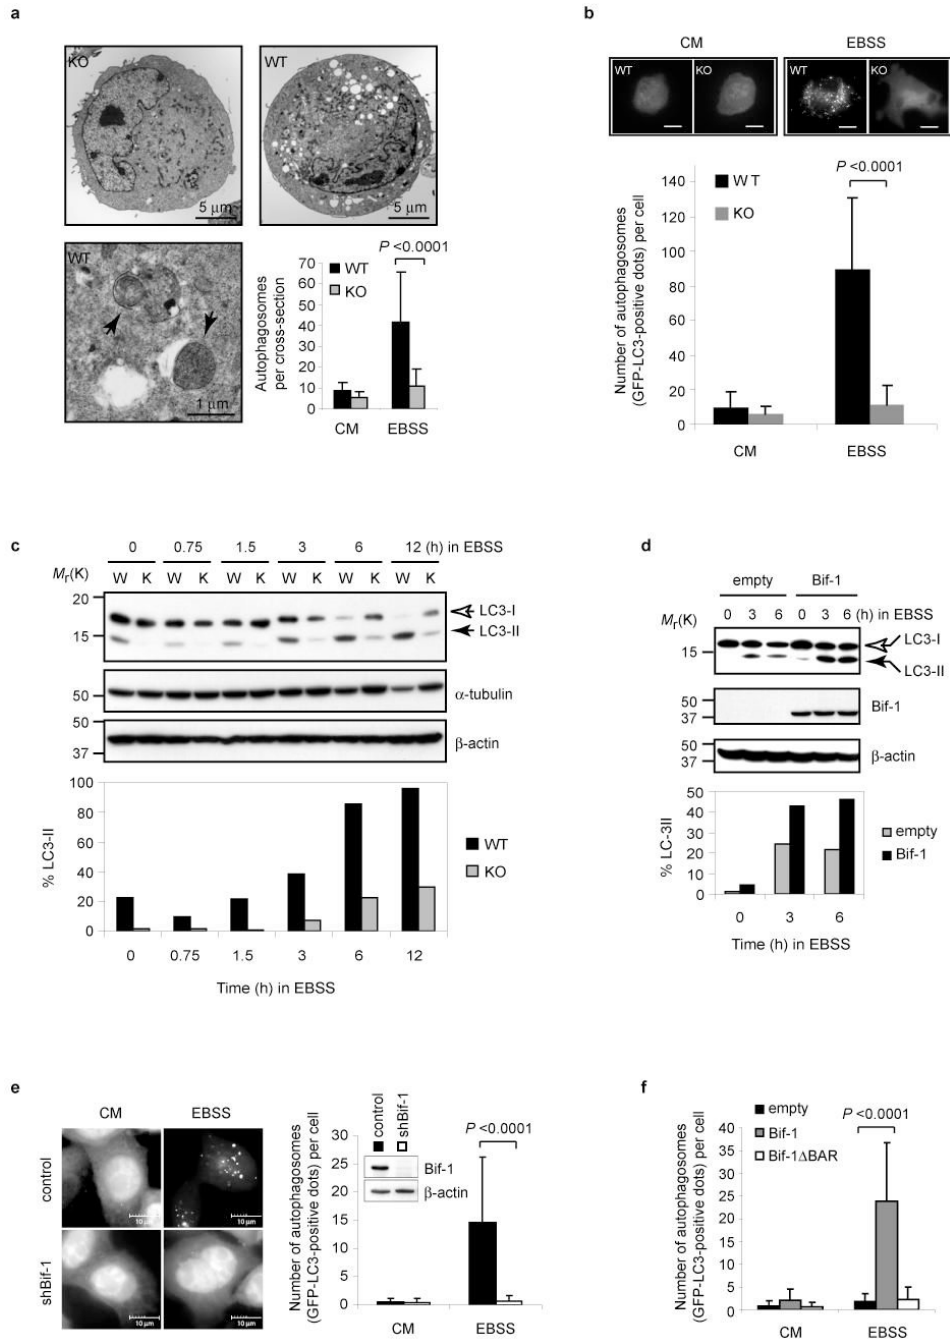 a
KO
5 µm
WT
5 µm
WT
1 µm
P <0.0001
WT
KO
Autophagosomes
per cross-section
70
60
50
40
30
20
10
0
CM EBSS
b
CM EBSS
WT KO WT KO
P <0.0001
WT
KO
Number of autophagosomes
(GFP-LC3-positive dots) per cell
140
120
100
80
60
40
20
0
CM EBSS
c
0 0.75 1.5 3 6 12 (h) in EBSS
Mr(K) W K W K W K W K W K W K
20
15
LC3-I
LC3-II
50
α-tubulin
50
37
β-actin
% LC3-II
100
80
60
40
20
0
WT
KO
0 0.75 1.5 3 6 12
Time (h) in EBSS
d
empty Bif-1
0 3 6 0 3 6 (h) in EBSS
Mr(K)
15
LC3-I
LC3-II
50
37
Bif-1
50
37
β-actin
% LC-3II
50
40
30
20
10
0
empty
Bif-1
0 3 6
Time (h) in EBSS
e
CM EBSS
control
10 µm 10 µm
shBif-1
10 µm 10 µm
Number of autophagosomes
(GFP-LC3-positive dots) per cell
30
25
20
15
10
5
0
control
shBif-1
Bif-1
β-actin
P <0.0001
CM EBSS
f
empty
Bif-1
Bif-1ΔBAR
P <0.0001
Number of autophagosomes
(GFP-LC3-positive dots) per cell
40
35
30
25
20
15
10
5
0
CM EBSS